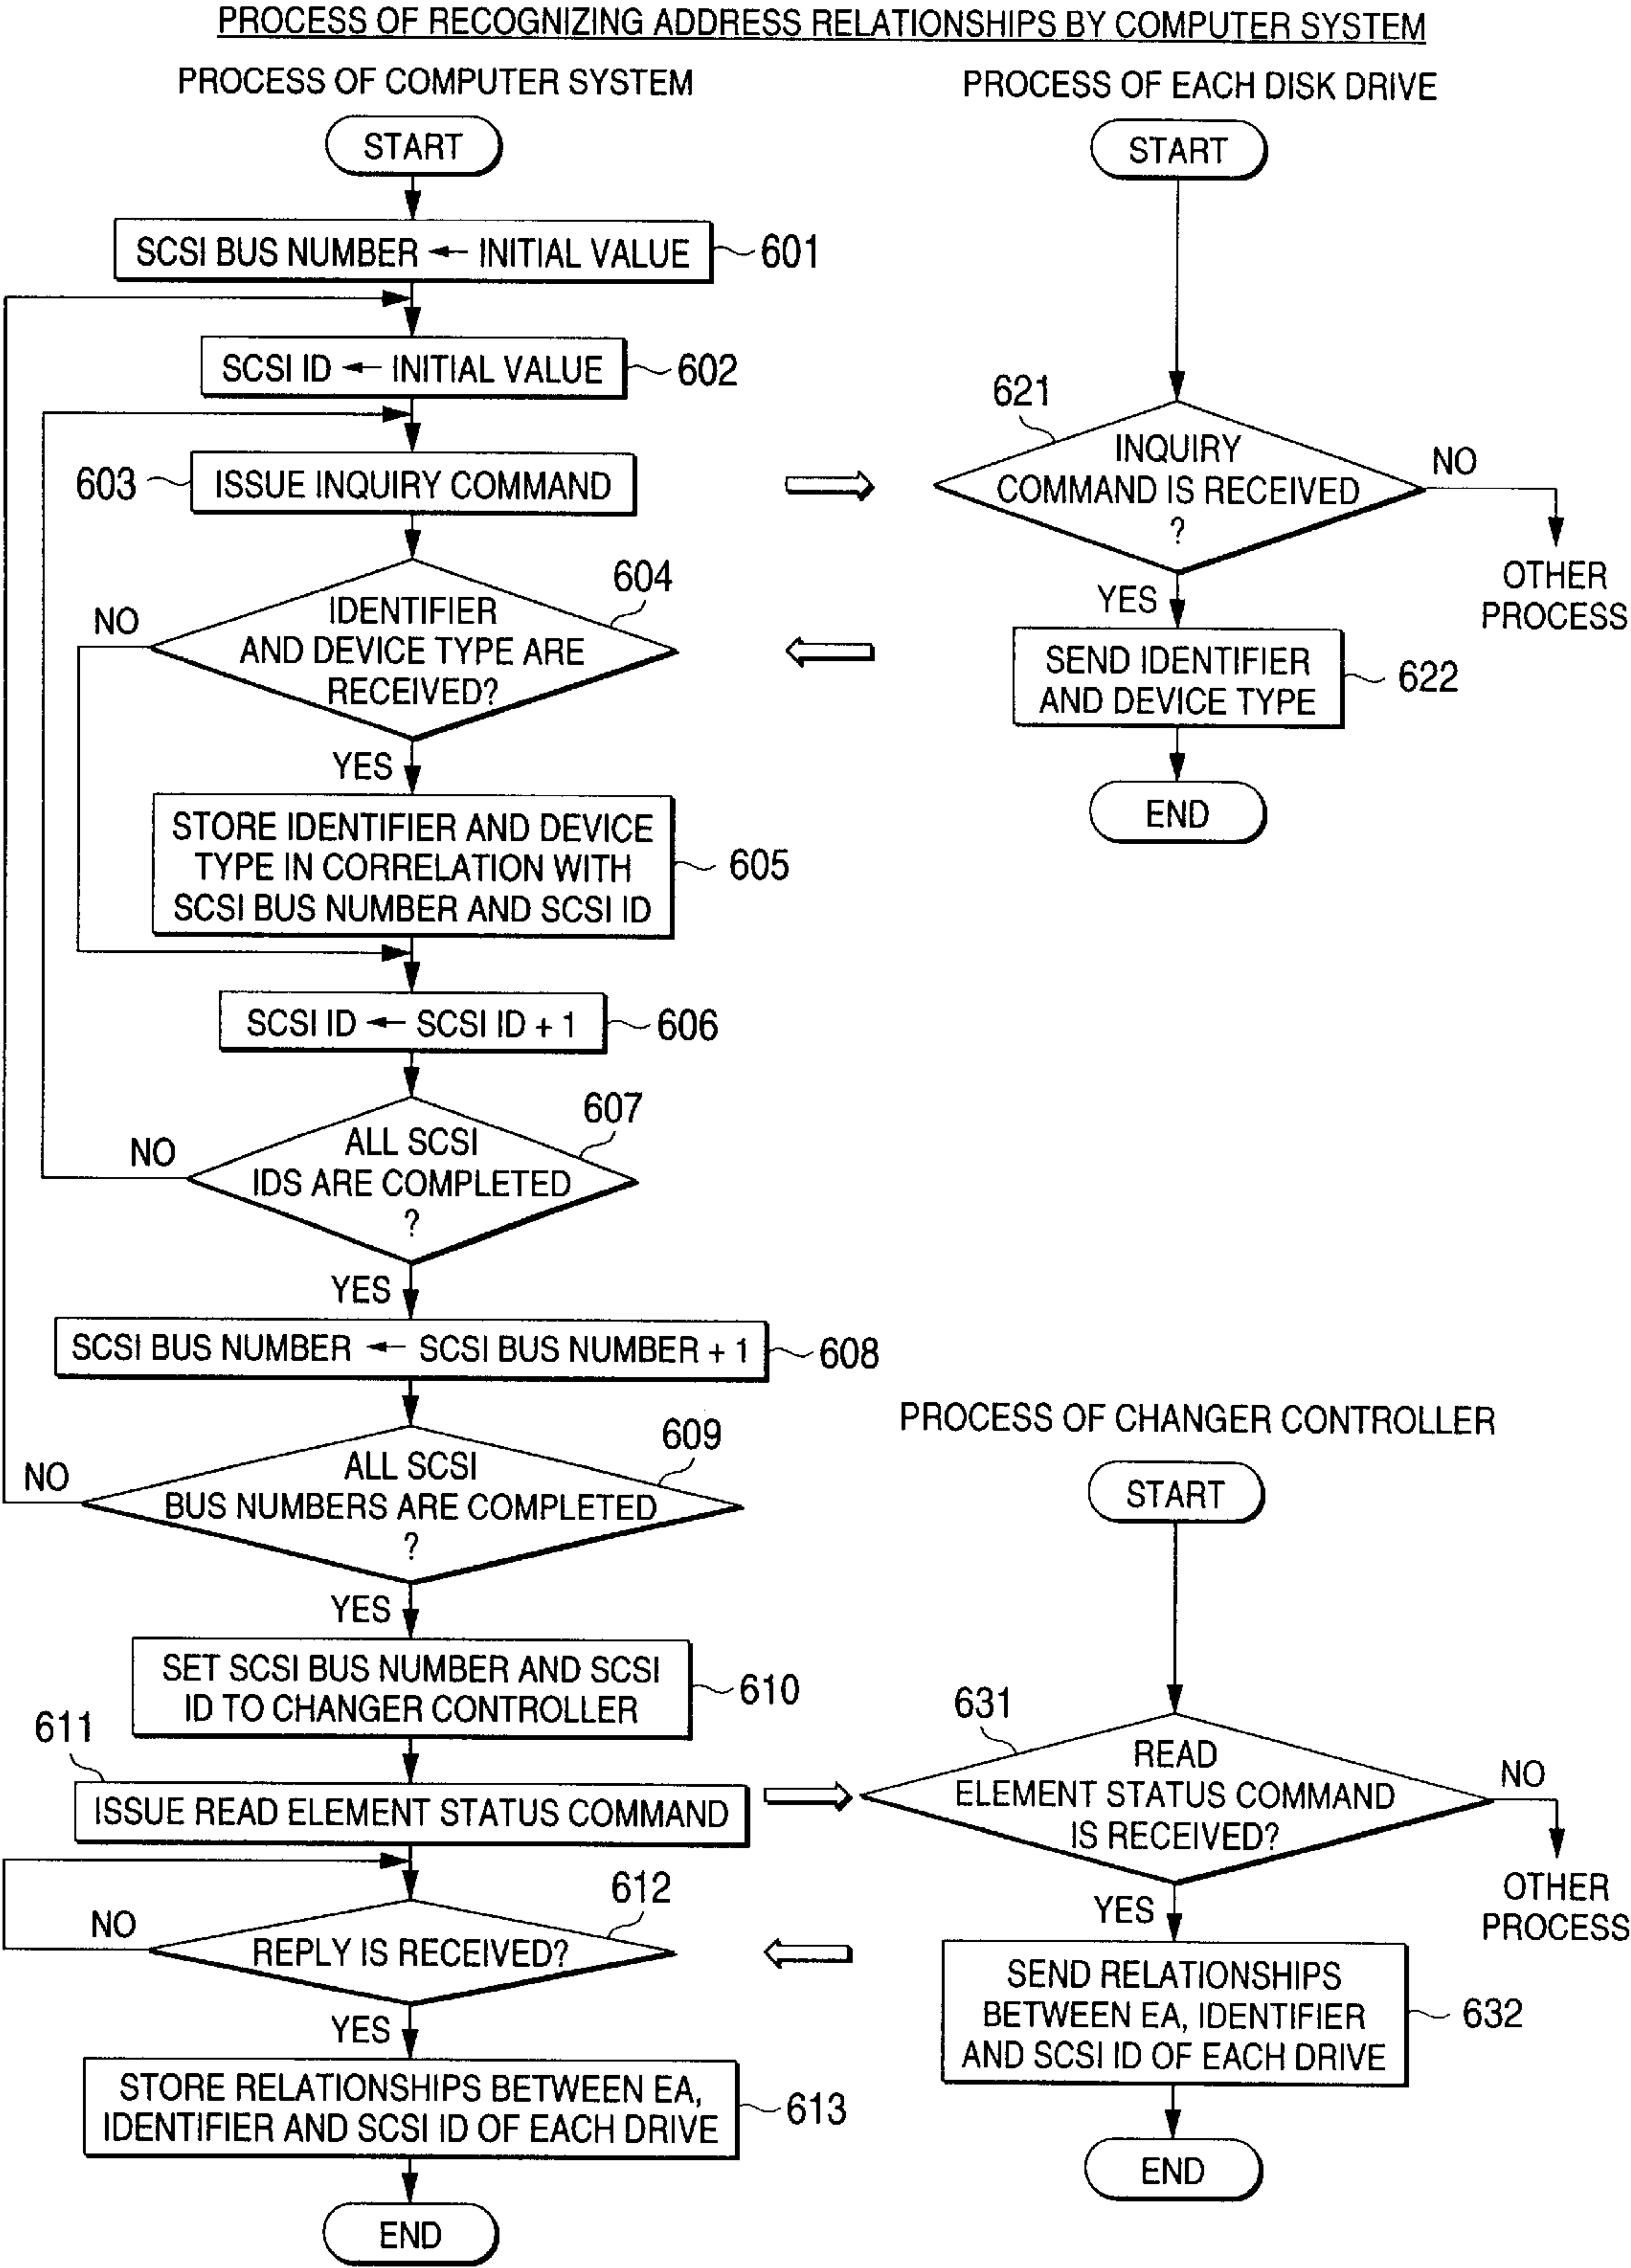 PROCESS OF RECOGNIZING ADDRESS RELATIONSHIPS BY COMPUTER SYSTEM
PROCESS OF COMPUTER SYSTEM
START
SCSI BUS NUMBER ← INITIAL VALUE
601
SCSI ID ← INITIAL VALUE
602
603
ISSUE INQUIRY COMMAND
604
IDENTIFIER
AND DEVICE TYPE ARE
RECEIVED?
NO
YES
STORE IDENTIFIER AND DEVICE
TYPE IN CORRELATION WITH
SCSI BUS NUMBER AND SCSI ID
605
SCSI ID ← SCSI ID + 1
606
607
ALL SCSI
IDS ARE COMPLETED
?
NO
YES
SCSI BUS NUMBER ← SCSI BUS NUMBER + 1
608
609
ALL SCSI
BUS NUMBERS ARE COMPLETED
?
NO
YES
SET SCSI BUS NUMBER AND SCSI
ID TO CHANGER CONTROLLER
610
611
ISSUE READ ELEMENT STATUS COMMAND
612
REPLY IS RECEIVED?
NO
YES
STORE RELATIONSHIPS BETWEEN EA,
IDENTIFIER AND SCSI ID OF EACH DRIVE
613
END
PROCESS OF EACH DISK DRIVE
START
621
INQUIRY
COMMAND IS RECEIVED
?
NO
OTHER
PROCESS
YES
SEND IDENTIFIER
AND DEVICE TYPE
622
END
PROCESS OF CHANGER CONTROLLER
START
631
READ
ELEMENT STATUS COMMAND
IS RECEIVED?
NO
OTHER
PROCESS
YES
SEND RELATIONSHIPS
BETWEEN EA, IDENTIFIER
AND SCSI ID OF EACH DRIVE
632
END